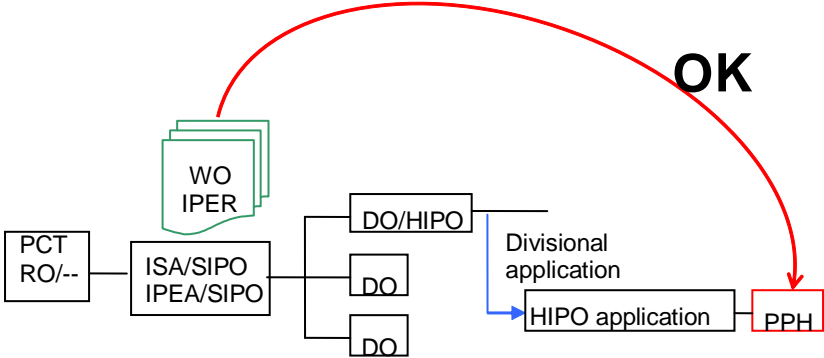 OK
WO
IPER
PCT
RO/--
ISA/SIPO
IPEA/SIPO
DO/HIPO
DO
DO
Divisional
application
HIPO application
PPH